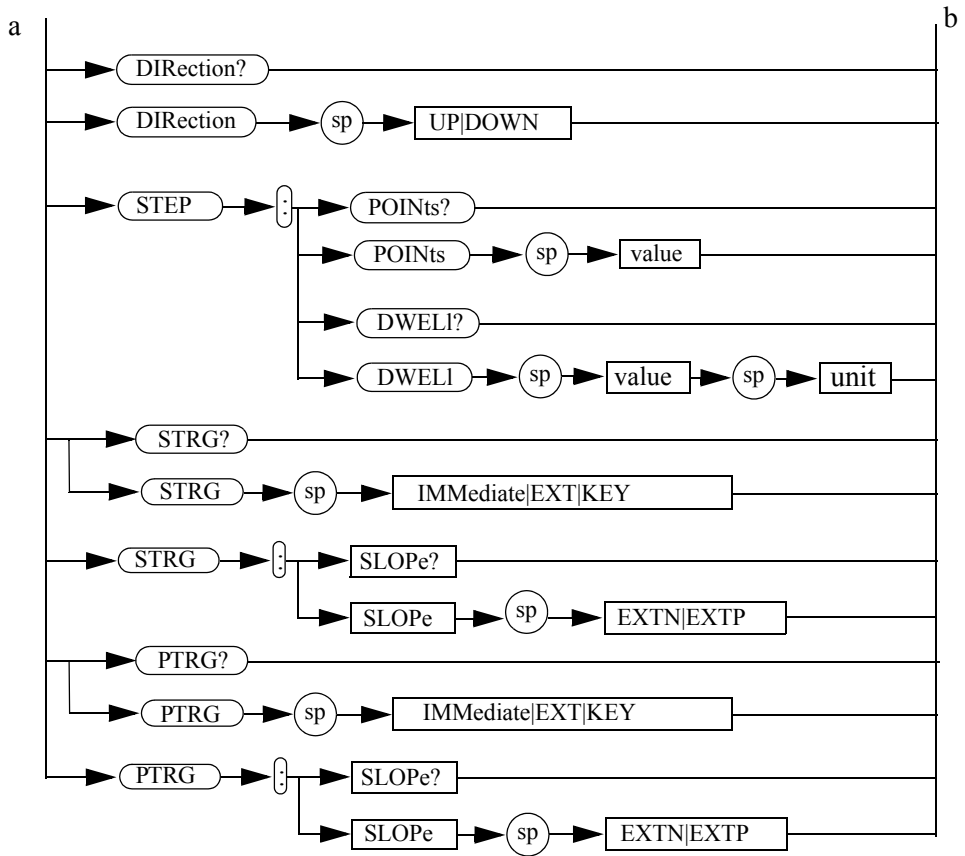 a b
DIRection?
DIRection sp UP|DOWN
STEP : POINts?
POINts sp value
DWELl?
DWELl sp value sp unit
STRG?
STRG sp IMMediate|EXT|KEY
STRG : SLOPe?
SLOPe sp EXTN|EXTP
PTRG?
PTRG sp IMMediate|EXT|KEY
PTRG : SLOPe?
SLOPe sp EXTN|EXTP